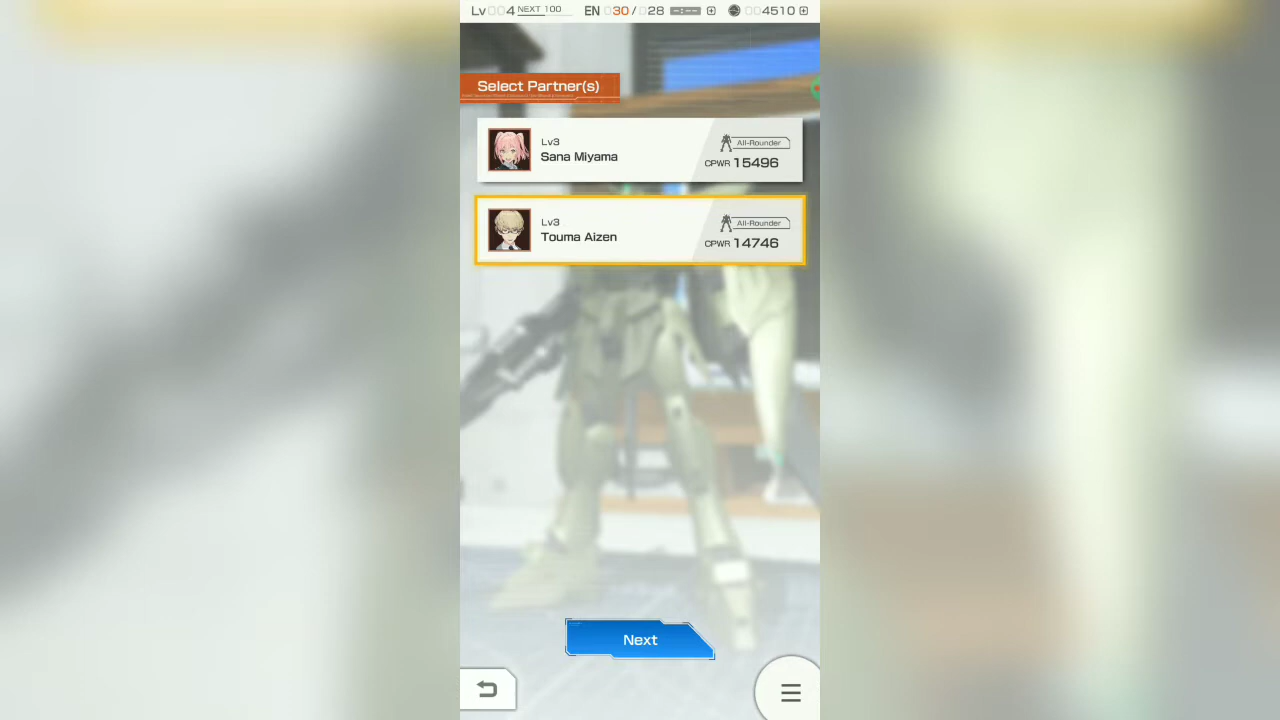 Lv004 NEXT 100 EN 030/028 --:-- 004510
Select Partner(s)
Lv3
Sana Miyama
All-Rounder
CPWR 15496
Lv3
Touma Aizen
All-Rounder
CPWR 14746
Next